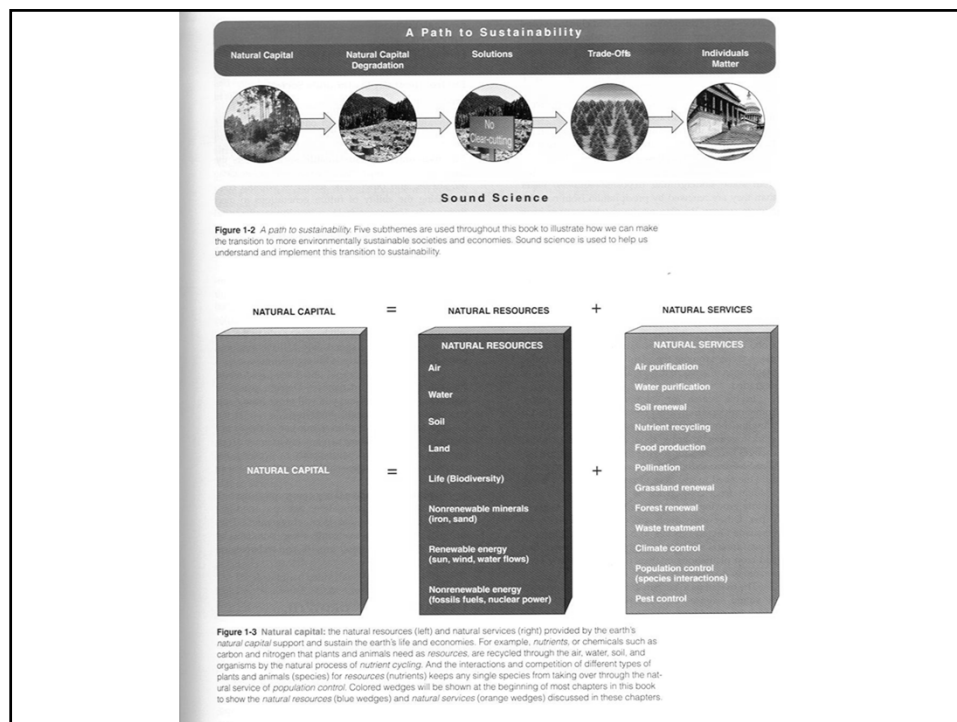 A Path to Sustainability
Natural Capital
Natural Capital
Degradation
Solutions
Trade-Offs
Individuals
Matter
No
Clear-cutting
Sound Science
Figure 1-2 A path to sustainability. Five subthemes are used throughout this book to illustrate how we can make
the transition to more environmentally sustainable societies and economies. Sound science is used to help us
understand and implement this transition to sustainability.
NATURAL CAPITAL = NATURAL RESOURCES + NATURAL SERVICES
NATURAL CAPITAL
=
NATURAL RESOURCES
Air
Water
Soil
Land
Life (Biodiversity)
Nonrenewable minerals
(iron, sand)
Renewable energy
(sun, wind, water flows)
Nonrenewable energy
(fossils fuels, nuclear power)
+
NATURAL SERVICES
Air purification
Water purification
Soil renewal
Nutrient recycling
Food production
Pollination
Grassland renewal
Forest renewal
Waste treatment
Climate control
Population control
(species interactions)
Pest control
Figure 1-3 Natural capital: the natural resources (left) and natural services (right) provided by the earth's
natural capital support and sustain the earth's life and economies. For example, nutrients, or chemicals such as
carbon and nitrogen that plants and animals need as resources, are recycled through the air, water, soil, and
organisms by the natural process of nutrient cycling. And the interactions and competition of different types of
plants and animals (species) for resources (nutrients) keeps any single species from taking over through the nat-
ural service of population control. Colored wedges will be shown at the beginning of most chapters in this book
to show the natural resources (blue wedges) and natural services (orange wedges) discussed in these chapters.